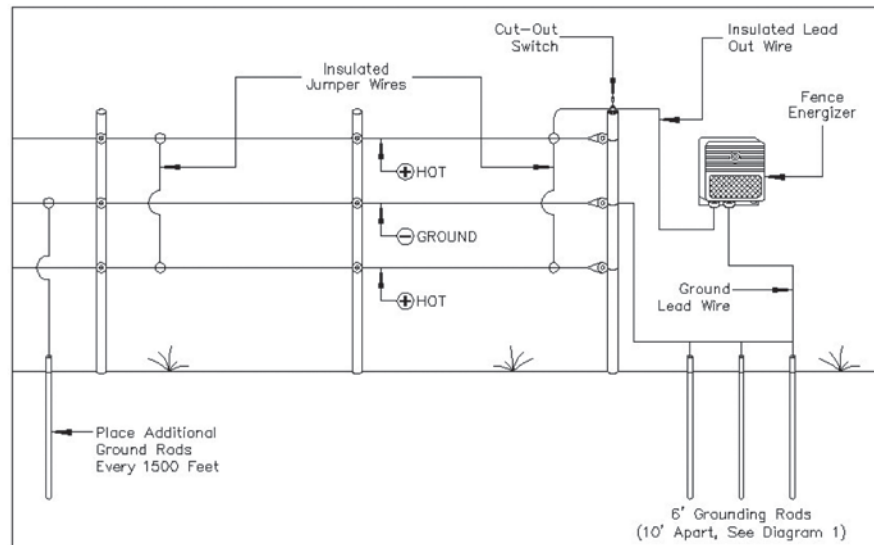 Cut-Out
Switch
Insulated Lead
Out Wire
Insulated
Jumper Wires
Fence
Energizer
+ HOT
− GROUND
+ HOT
Ground
Lead Wire
Place Additional
Ground Rods
Every 1500 Feet
6' Grounding Rods
(10' Apart, See Diagram 1)